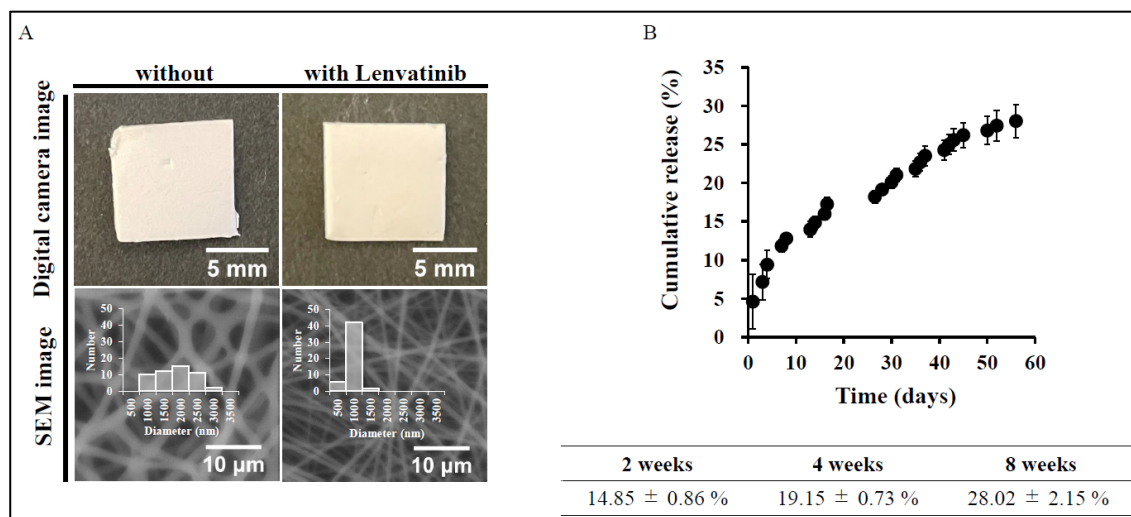 A
without
with Lenvatinib
Digital camera image
5 mm
5 mm
SEM image
50
40
30
20
10
0
Number
500
1000
1500
2000
2500
3000
3500
Diameter (nm)
10 μm
50
40
30
20
10
0
Number
500
1000
1500
2000
2500
3000
3500
Diameter (nm)
10 μm
B
Cumulative release (%)
35
30
25
20
15
10
5
0
0 10 20 30 40 50 60
Time (days)
2 weeks 4 weeks 8 weeks
14.85 ± 0.86 % 19.15 ± 0.73 % 28.02 ± 2.15 %